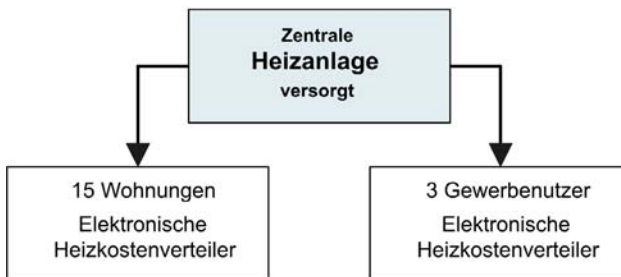 Zentrale
Heizanlage
versorgt
15 Wohnungen
Elektronische
Heizkostenverteiler
3 Gewerbenutzer
Elektronische
Heizkostenverteiler